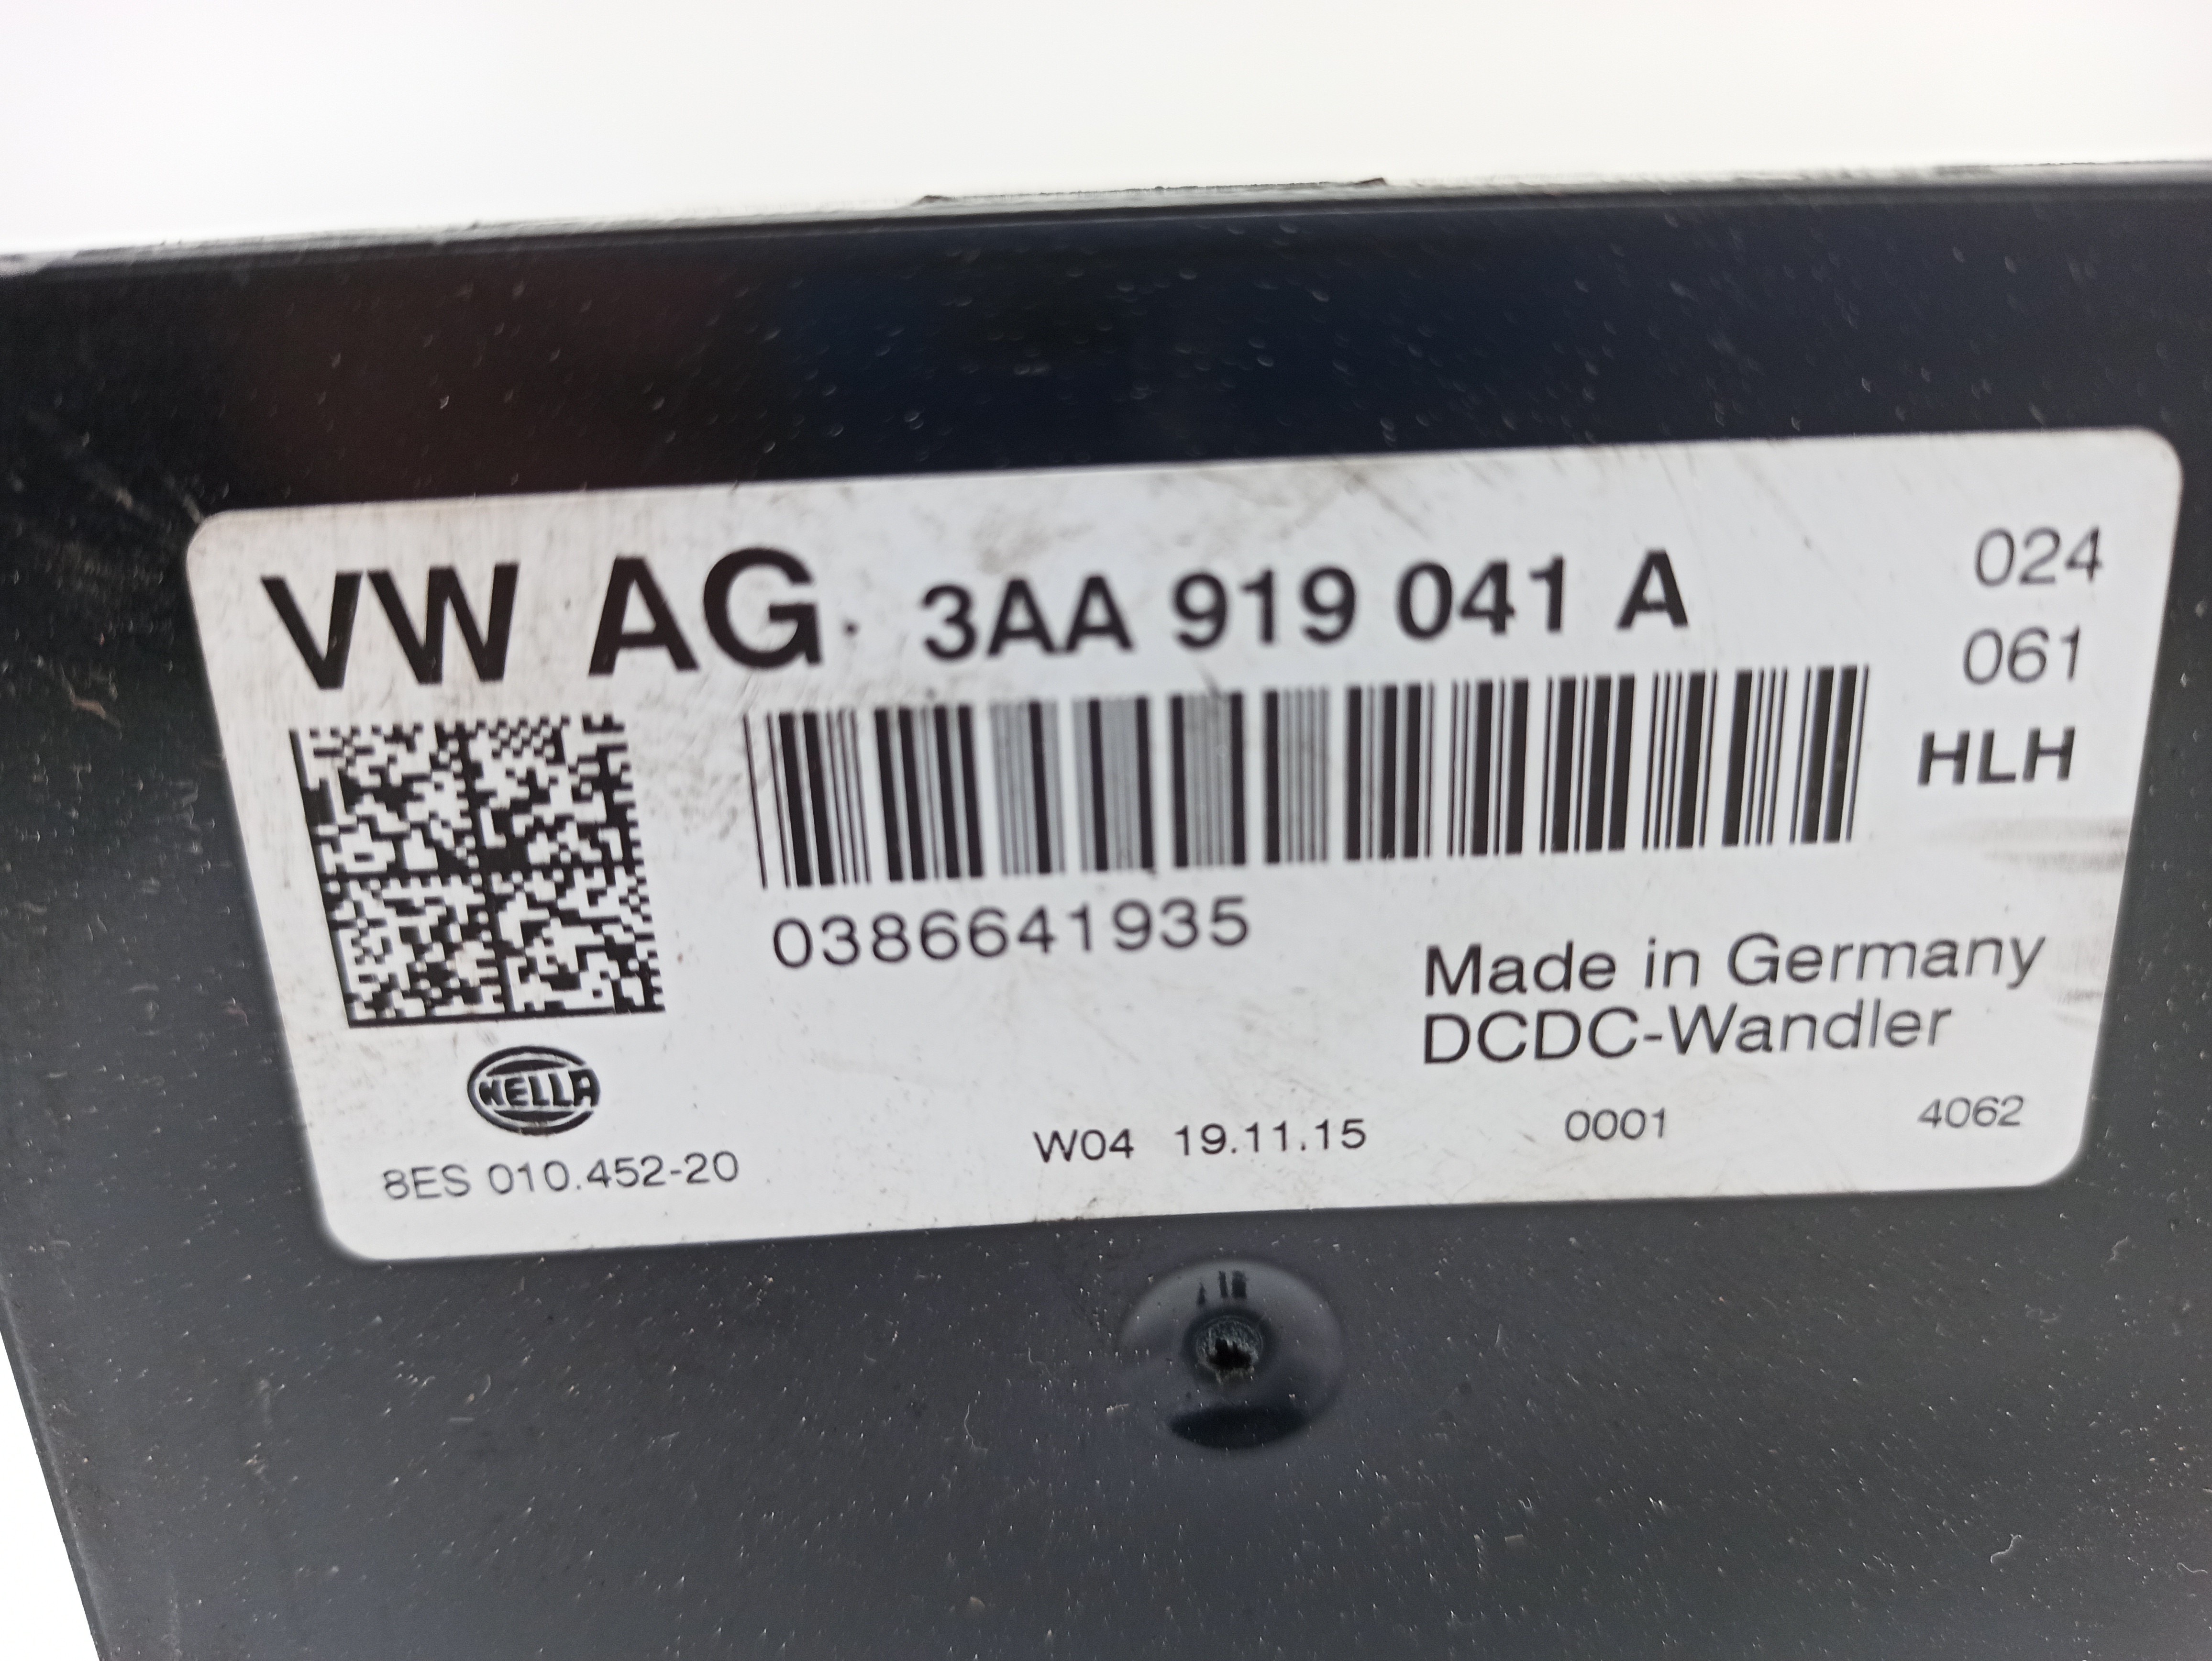 VW AG. 3AA 919 041 A
024
061
HLH
0386641935
Made in Germany
DCDC-Wandler
HELLA
8ES 010.452-20
W04 19.11.15 0001 4062